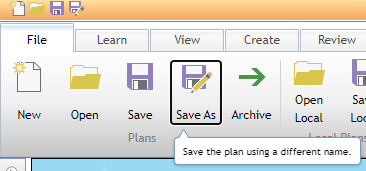 File Learn View Create Review
New Open Save Save As Archive Open Local
Plans
Save the plan using a different name.